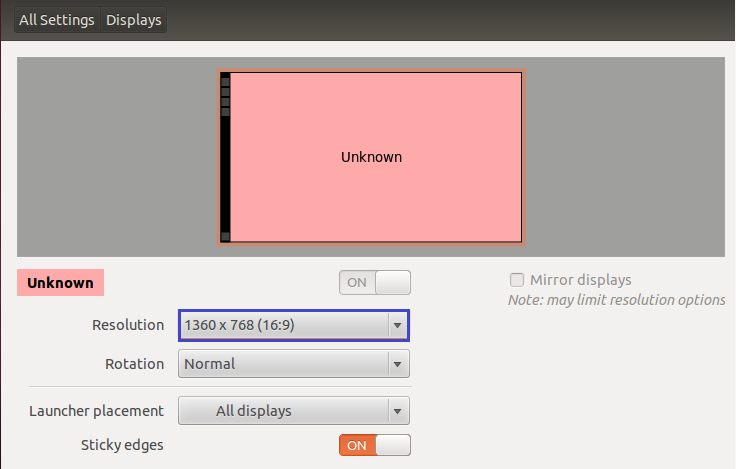 All Settings Displays
Unknown
Unknown ON Mirror displays
Note: may limit resolution options
Resolution 1360 x 768 (16:9)
Rotation Normal
Launcher placement All displays
Sticky edges ON